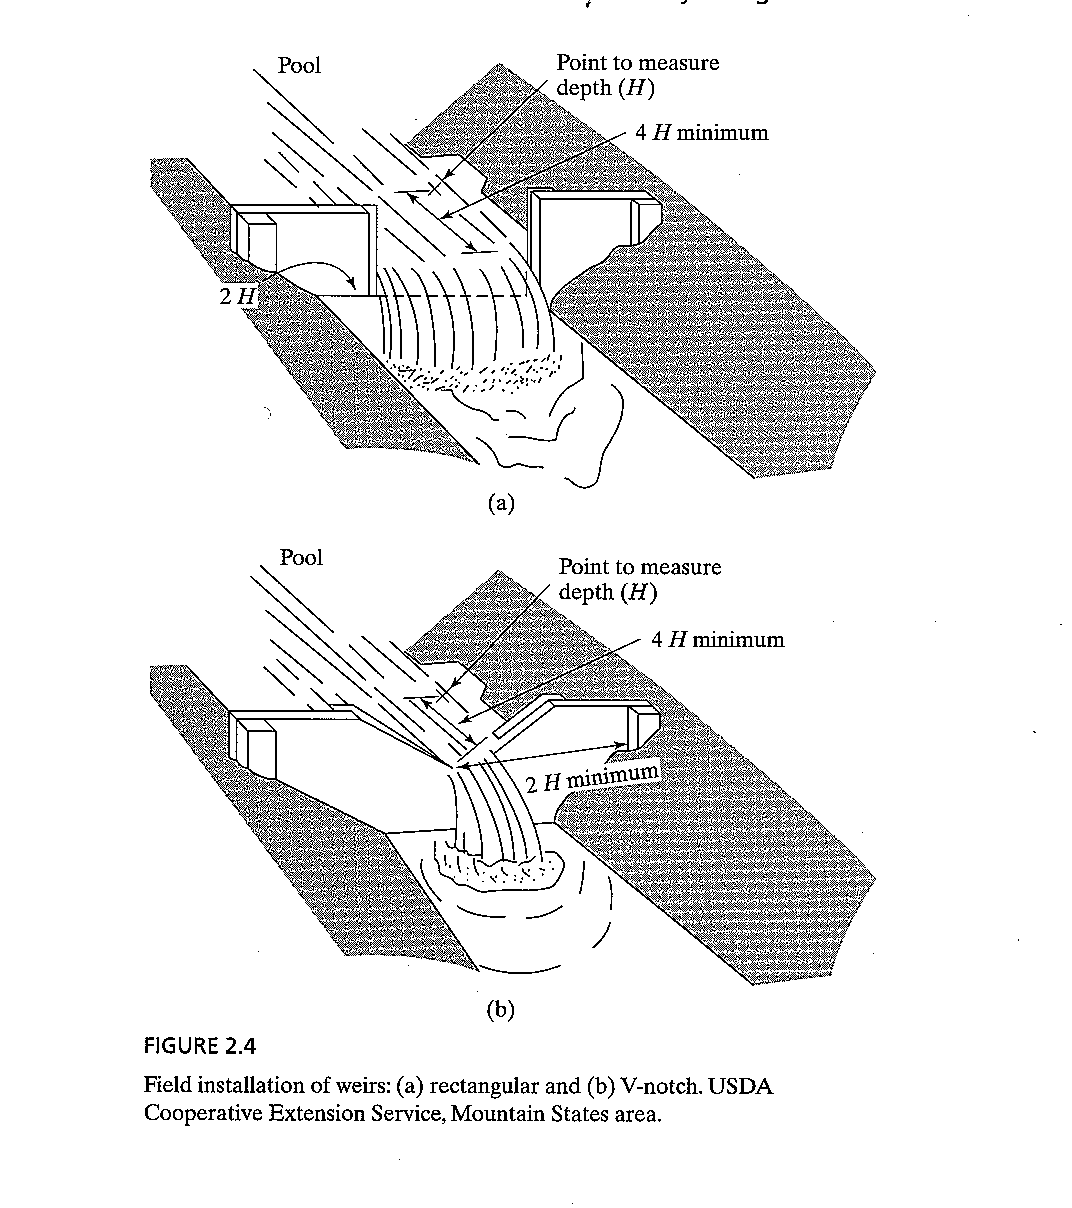 Pool
Point to measure
depth (H)
4 H minimum
2 H
(a)
Pool
Point to measure
depth (H)
4 H minimum
2 H minimum
(b)
FIGURE 2.4
Field installation of weirs: (a) rectangular and (b) V-notch. USDA
Cooperative Extension Service, Mountain States area.